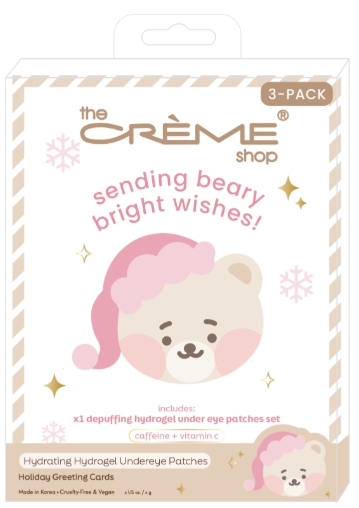 3-PACK
the
CRÈME®
shop
sending beary
bright wishes!
includes:
x1 depuffing hydrogel under eye patches set
caffeine + vitamin c
Hydrating Hydrogel Undereye Patches
Holiday Greeting Cards
Made in Korea • Cruelty-Free & Vegan